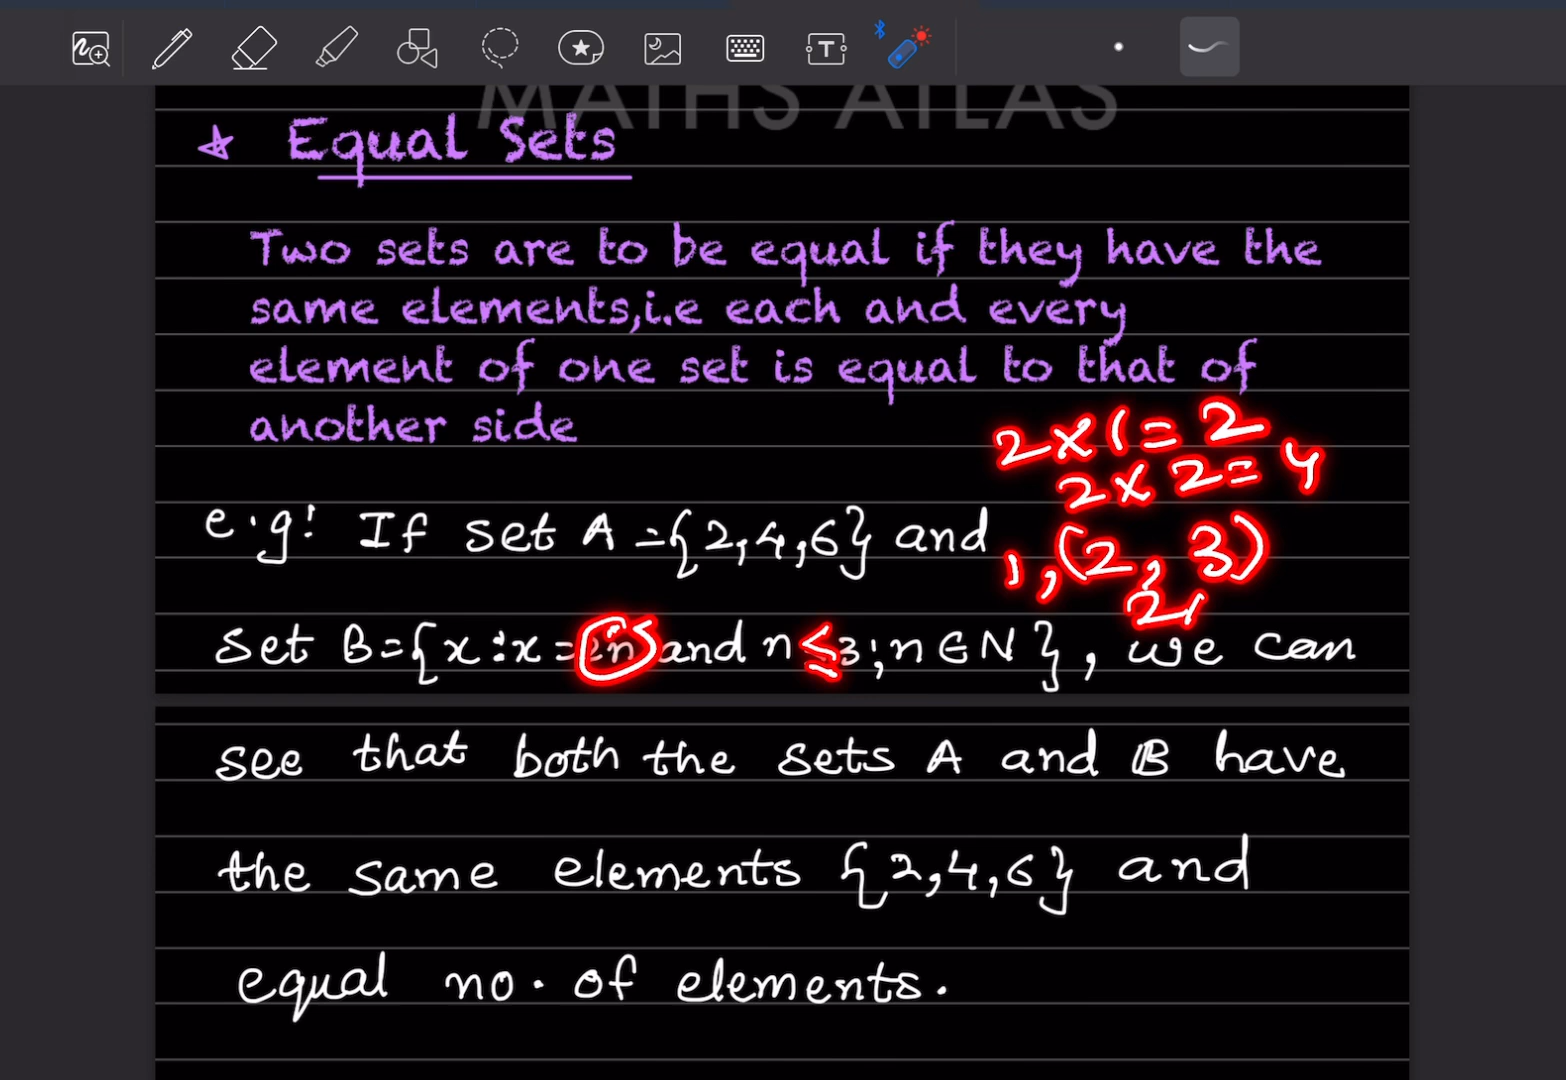 MATHS ATLAS
★ Equal Sets
Two sets are to be equal if they have the
same elements,i.e each and every
element of one set is equal to that of
another side
2×1=2
2×2=4
e.g: If set A={2,4,6} and
1,(2,3)
Set B={x:x=2n and n≤3;n∈N}, we can
see that both the sets A and B have
the same elements {2,4,6} and
equal no. of elements.